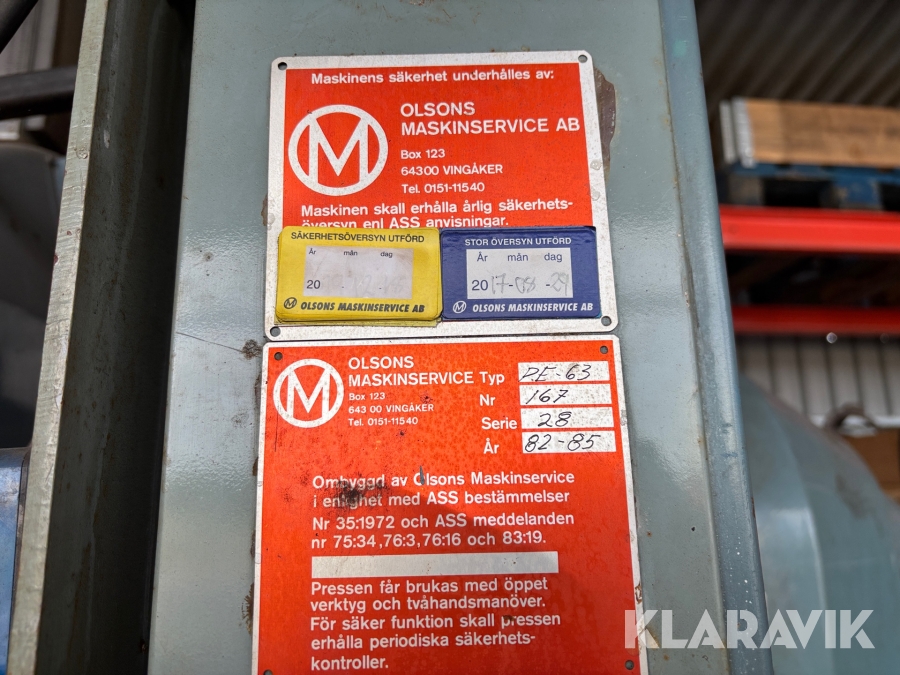 Maskinens säkerhet underhålles av:
M
OLSONS
MASKINSERVICE AB
Box 123
64300 VINGÅKER
Tel. 0151-11540
Maskinen skall erhålla årlig säkerhets-
översyn enl ASS anvisningar.
SÄKERHETSÖVERSYN UTFÖRD
År mån dag
20
M OLSONS MASKINSERVICE AB
STOR ÖVERSYN UTFÖRD
År mån dag
2017-08-29
M OLSONS MASKINSERVICE AB
M
OLSONS
MASKINSERVICE
Box 123
643 00 VINGÅKER
Tel. 0151-11540
Typ PE-63
Nr 167
Serie 28
År 82-85
Ombyggd av Olsons Maskinservice
i enlighet med ASS bestämmelser
Nr 35:1972 och ASS meddelanden
nr 75:34, 76:3, 76:16 och 83:19.
Pressen får brukas med öppet
verktyg och tvåhandsmanöver.
För säker funktion skall pressen
erhålla periodiska säkerhets-
kontroller.
KLARAVIK